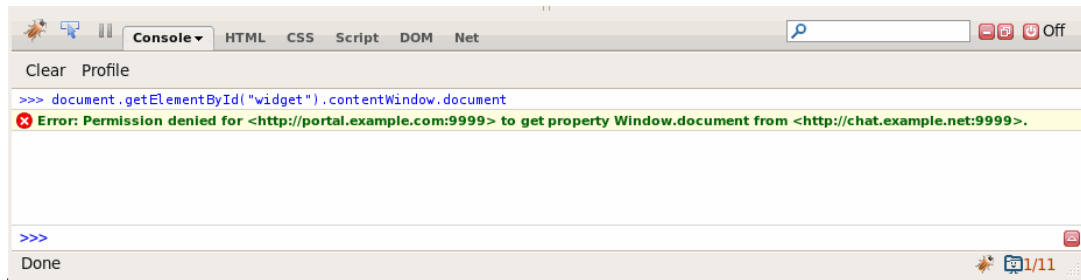 Console HTML CSS Script DOM Net Off
Clear Profile
>>> document.getElementById("widget").contentWindow.document
Error: Permission denied for <http://portal.example.com:9999> to get property Window.document from <http://chat.example.net:9999>.
>>>
Done 1/11